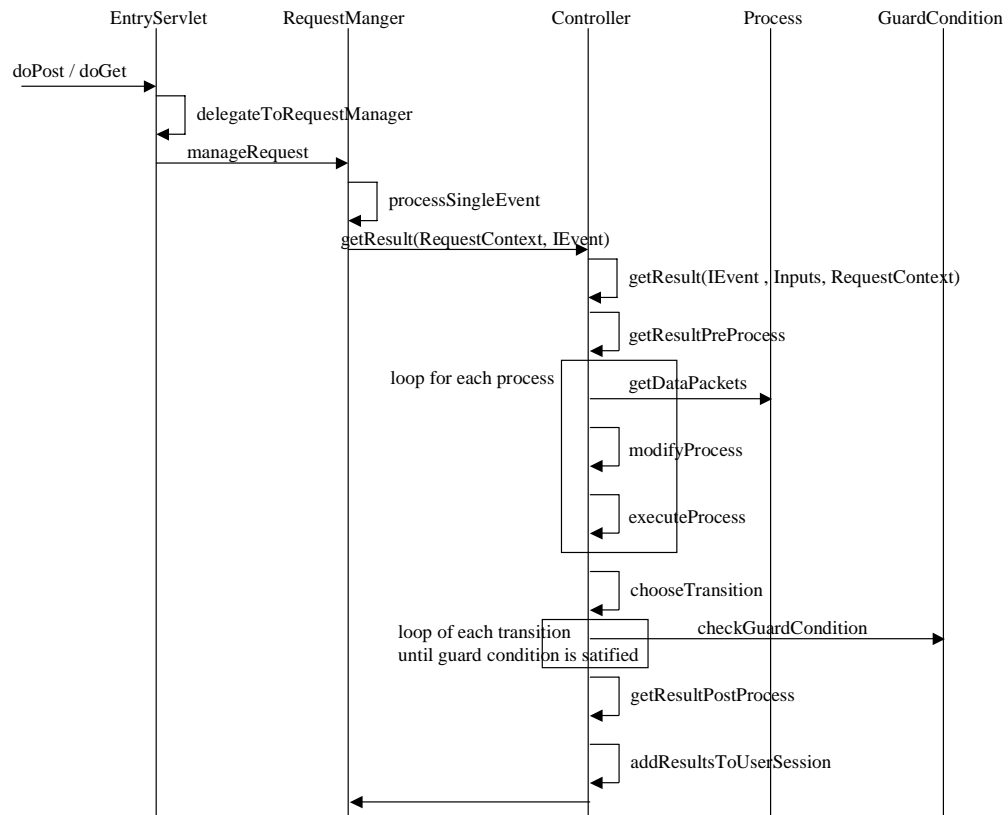 EntryServlet
RequestManger
Controller
Process
GuardCondition
doPost / doGet
delegateToRequestManager
manageRequest
processSingleEvent
getResult(RequestContext, IEvent)
getResult(IEvent , Inputs, RequestContext)
getResultPreProcess
loop for each process
getDataPackets
modifyProcess
executeProcess
chooseTransition
loop of each transition
until guard condition is satified
checkGuardCondition
getResultPostProcess
addResultsToUserSession